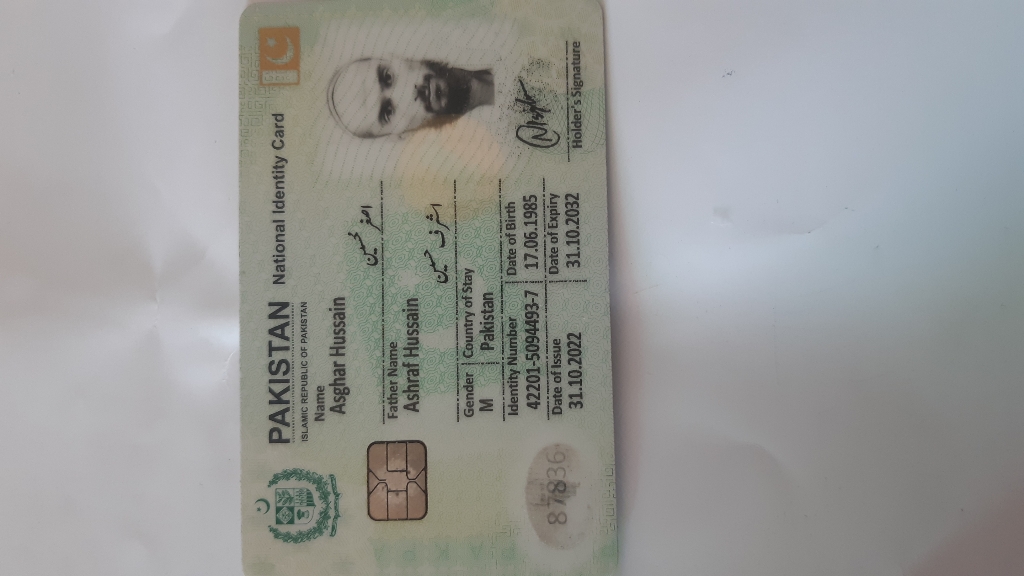 PAKISTAN National Identity Card
ISLAMIC REPUBLIC OF PAKISTAN
Name
Asghar Hussain
اصغر حسین
Father Name
Ashraf Hussain
اشرف حسین
Gender Country of Stay
M Pakistan
Identity Number Date of Birth
42201-5094493-7 17.06.1985
Date of Issue Date of Expiry
31.10.2022 31.10.2032
Holder's Signature